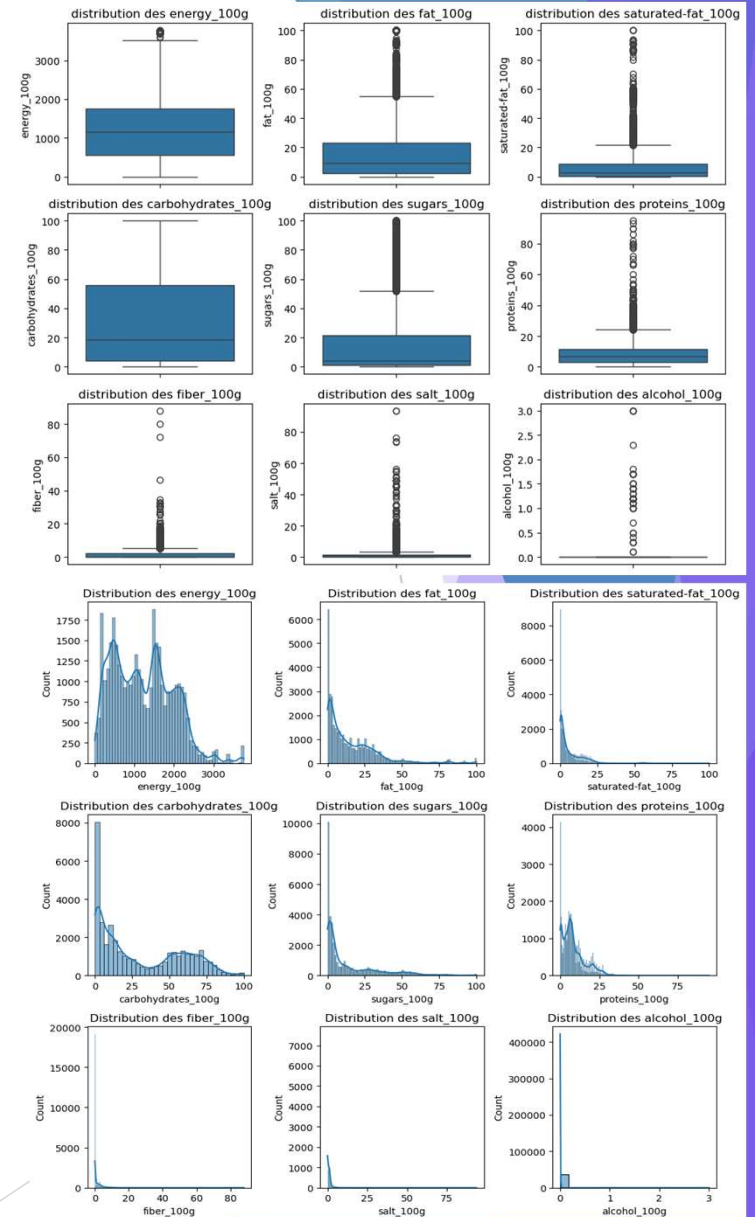 distribution des energy_100g
distribution des fat_100g
distribution des saturated-fat_100g
energy_100g
3000
2000
1000
0
fat_100g
100
80
60
40
20
0
saturated-fat_100g
100
80
60
40
20
0
distribution des carbohydrates_100g
distribution des sugars_100g
distribution des proteins_100g
carbohydrates_100g
100
80
60
40
20
0
sugars_100g
100
80
60
40
20
0
proteins_100g
80
60
40
20
0
distribution des fiber_100g
distribution des salt_100g
distribution des alcohol_100g
fiber_100g
80
60
40
20
0
salt_100g
80
60
40
20
0
alcohol_100g
3.0
2.5
2.0
1.5
1.0
0.5
0.0
Distribution des energy_100g
Distribution des fat_100g
Distribution des saturated-fat_100g
Count
1750
1500
1250
1000
750
500
250
0
0 1000 2000 3000
energy_100g
Count
6000
5000
4000
3000
2000
1000
0
0 25 50 75 100
fat_100g
Count
8000
6000
4000
2000
0
0 25 50 75 100
saturated-fat_100g
Distribution des carbohydrates_100g
Distribution des sugars_100g
Distribution des proteins_100g
Count
8000
6000
4000
2000
0
0 25 50 75 100
carbohydrates_100g
Count
10000
8000
6000
4000
2000
0
0 25 50 75 100
sugars_100g
Count
4000
3000
2000
1000
0
0 25 50 75
proteins_100g
Distribution des fiber_100g
Distribution des salt_100g
Distribution des alcohol_100g
Count
20000
15000
10000
5000
0
0 20 40 60 80
fiber_100g
Count
7000
6000
5000
4000
3000
2000
1000
0
0 25 50 75
salt_100g
Count
400000
300000
200000
100000
0
0 1 2 3
alcohol_100g